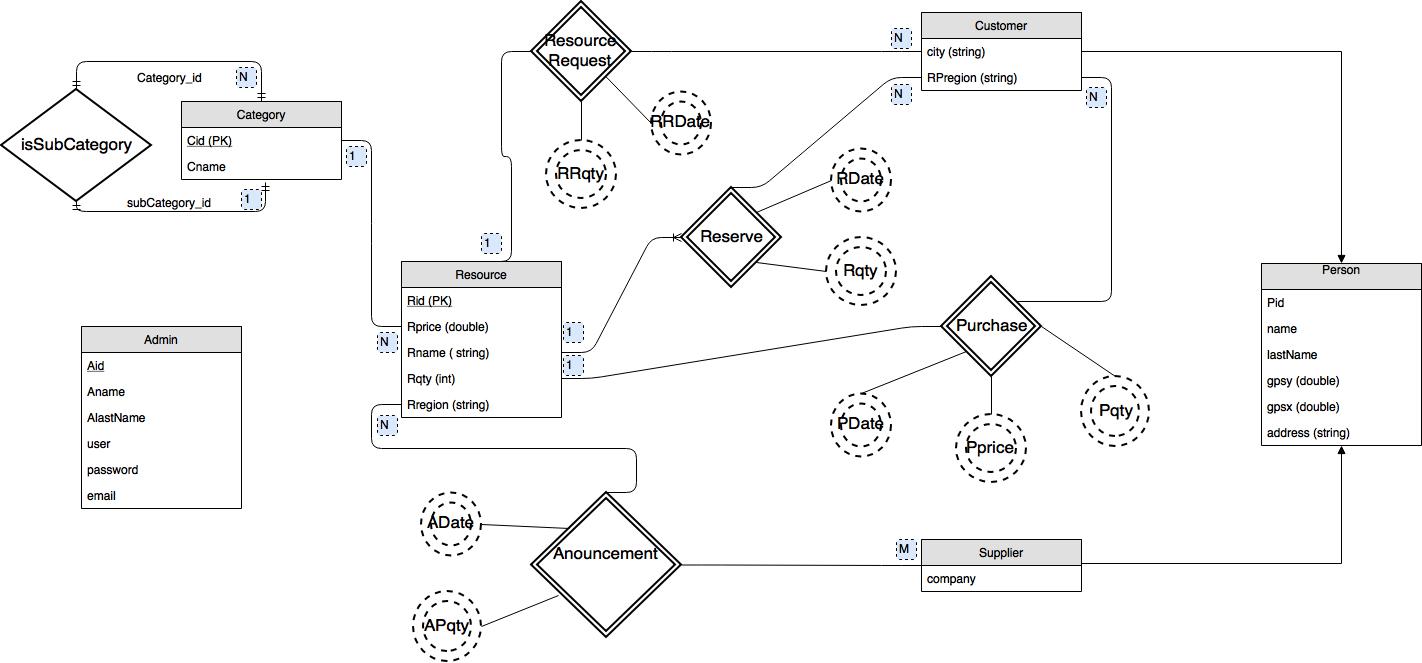 Resource
Request
N
Customer
city (string)
RPregion (string)
N
N
Category_id
N
isSubCategory
Category
Cid (PK)
Cname
1
subCategory_id
1
RRDate
RRqty
RDate
Reserve
Rqty
1
Resource
Rid (PK)
Rprice (double)
Rname ( string)
Rqty (int)
Rregion (string)
N
1
1
N
Purchase
PDate
Pprice
Pqty
Person
Pid
name
lastName
gpsy (double)
gpsx (double)
address (string)
Admin
Aid
Aname
AlastName
user
password
email
ADate
Anouncement
APqty
M
Supplier
company